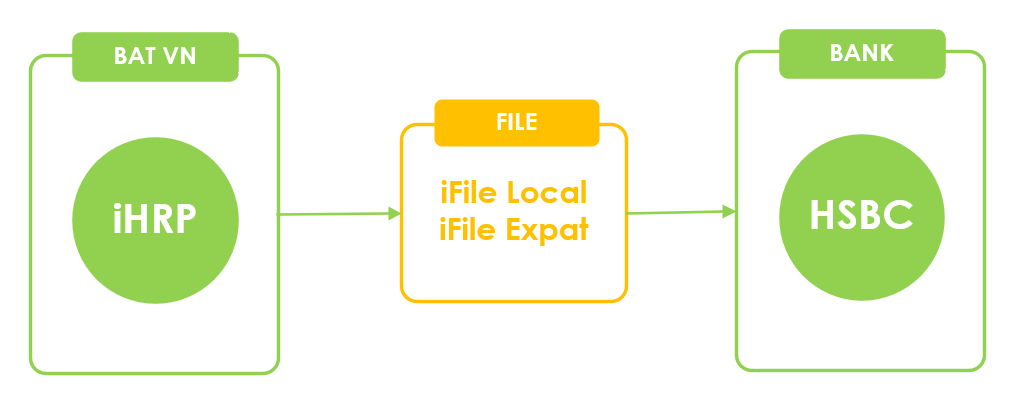 BAT VN
iHRP
FILE
iFile Local
iFile Expat
BANK
HSBC